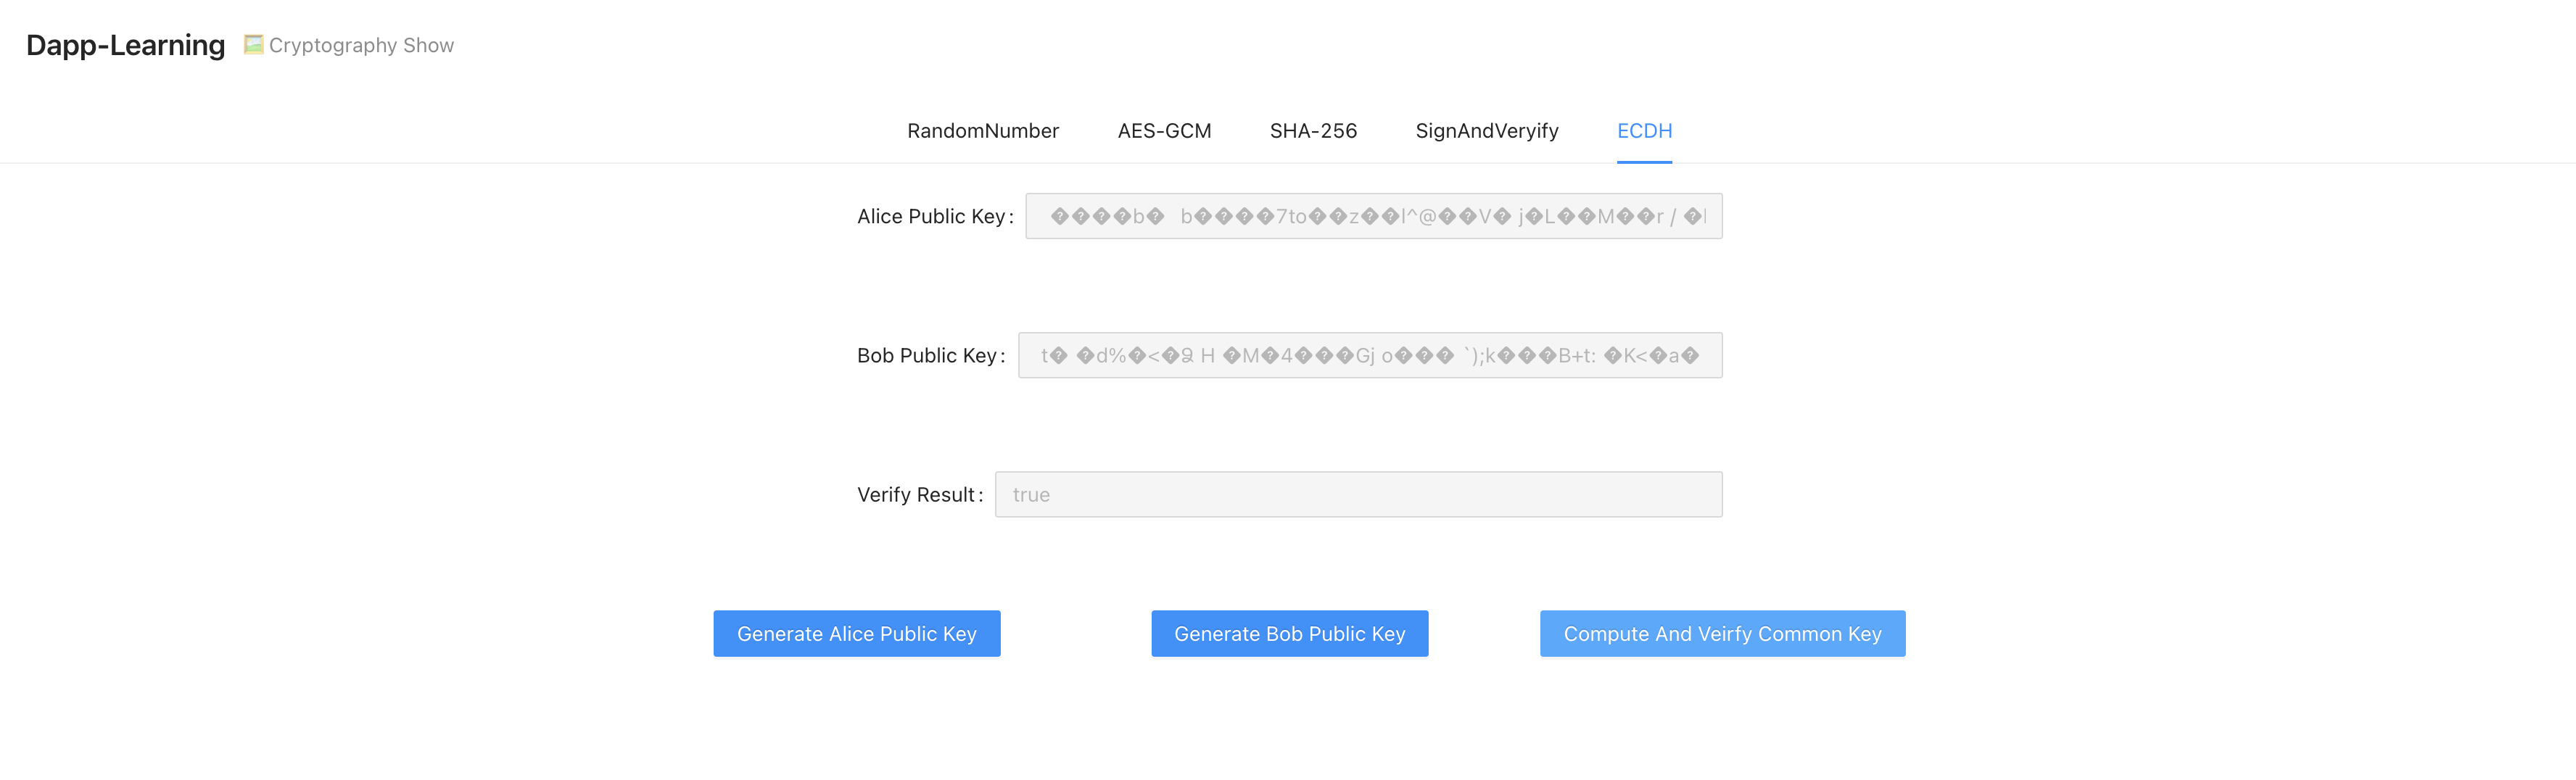 Dapp-Learning 🖼️ Cryptography Show
RandomNumber AES-GCM SHA-256 SignAndVeryify ECDH
Alice Public Key: ����b� b����7to��z��l^@��V� j�L��M��r / �
Bob Public Key: t� �d%�<� H �M�4���Gj o��� `);k���B+t: �K<�a�
Verify Result: true
Generate Alice Public Key Generate Bob Public Key Compute And Veirfy Common Key